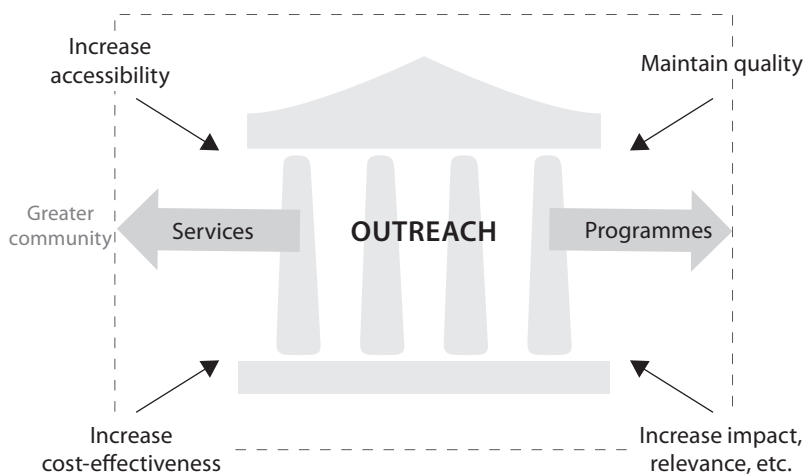 Increase
accessibility
Maintain quality
Greater
community
Services
OUTREACH
Programmes
Increase
cost-effectiveness
Increase impact,
relevance, etc.